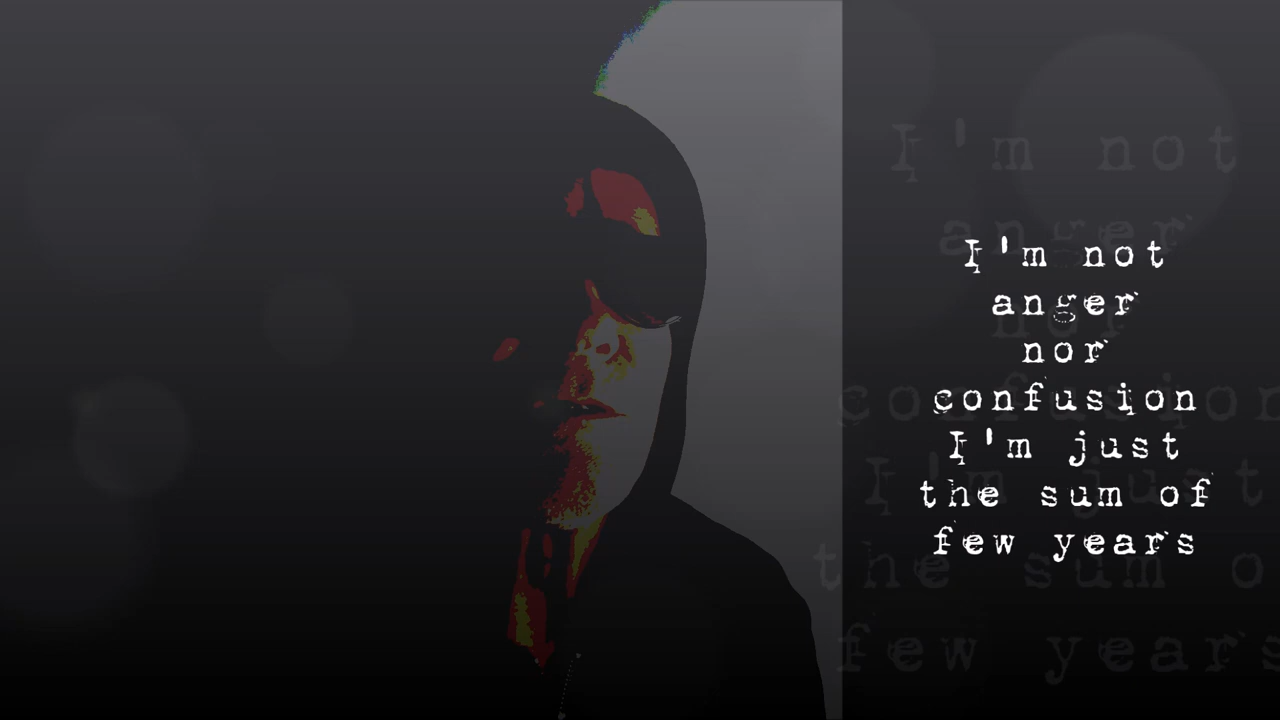 I'm not
anger
nor
confusion
I'm just
the sum of
few years